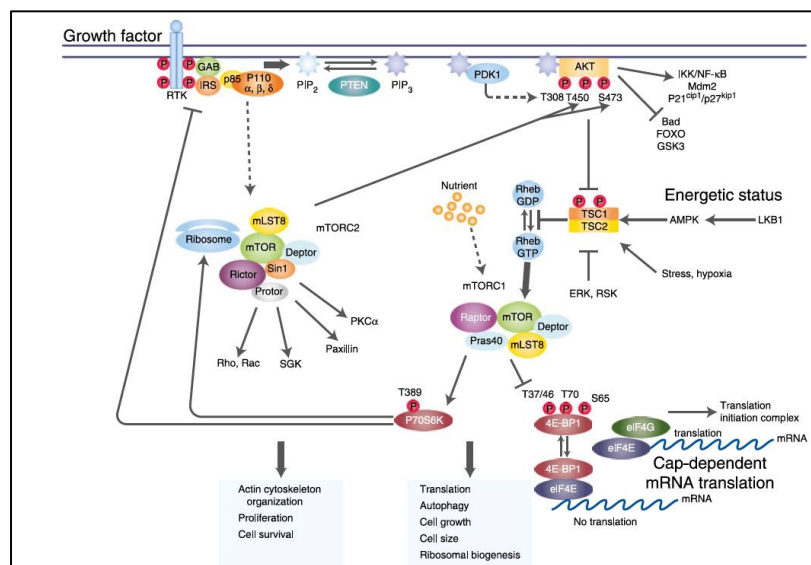 Growth factor
P P
P P
RTK
GAB
IRS
p85
P110
α, β, δ
PIP2
PTEN
PIP3
PDK1
AKT
P P P
T308 T450 S473
IKK/NF-κB
Mdm2
P21cip1/p27kip1
Bad
FOXO
GSK3
Energetic status
Nutrient
Rheb
GDP
Rheb
GTP
P P
TSC1
TSC2
AMPK
LKB1
Stress, hypoxia
ERK, RSK
mLST8
mTORC2
Ribosome
mTOR
Deptor
Sin1
Rictor
Protor
PKCα
Paxillin
Rho, Rac
SGK
mTORC1
Raptor
mTOR
Deptor
Pras40
mLST8
T389
P
P70S6K
T37/46 T70 S65
P P P
4E-BP1
4E-BP1
eIF4E
mRNA
No translation
eIF4G
eIF4E
translation
mRNA
Translation
initiation complex
Cap-dependent
mRNA translation
Actin cytoskeleton
organization
Proliferation
Cell survival
Translation
Autophagy
Cell growth
Cell size
Ribosomal biogenesis